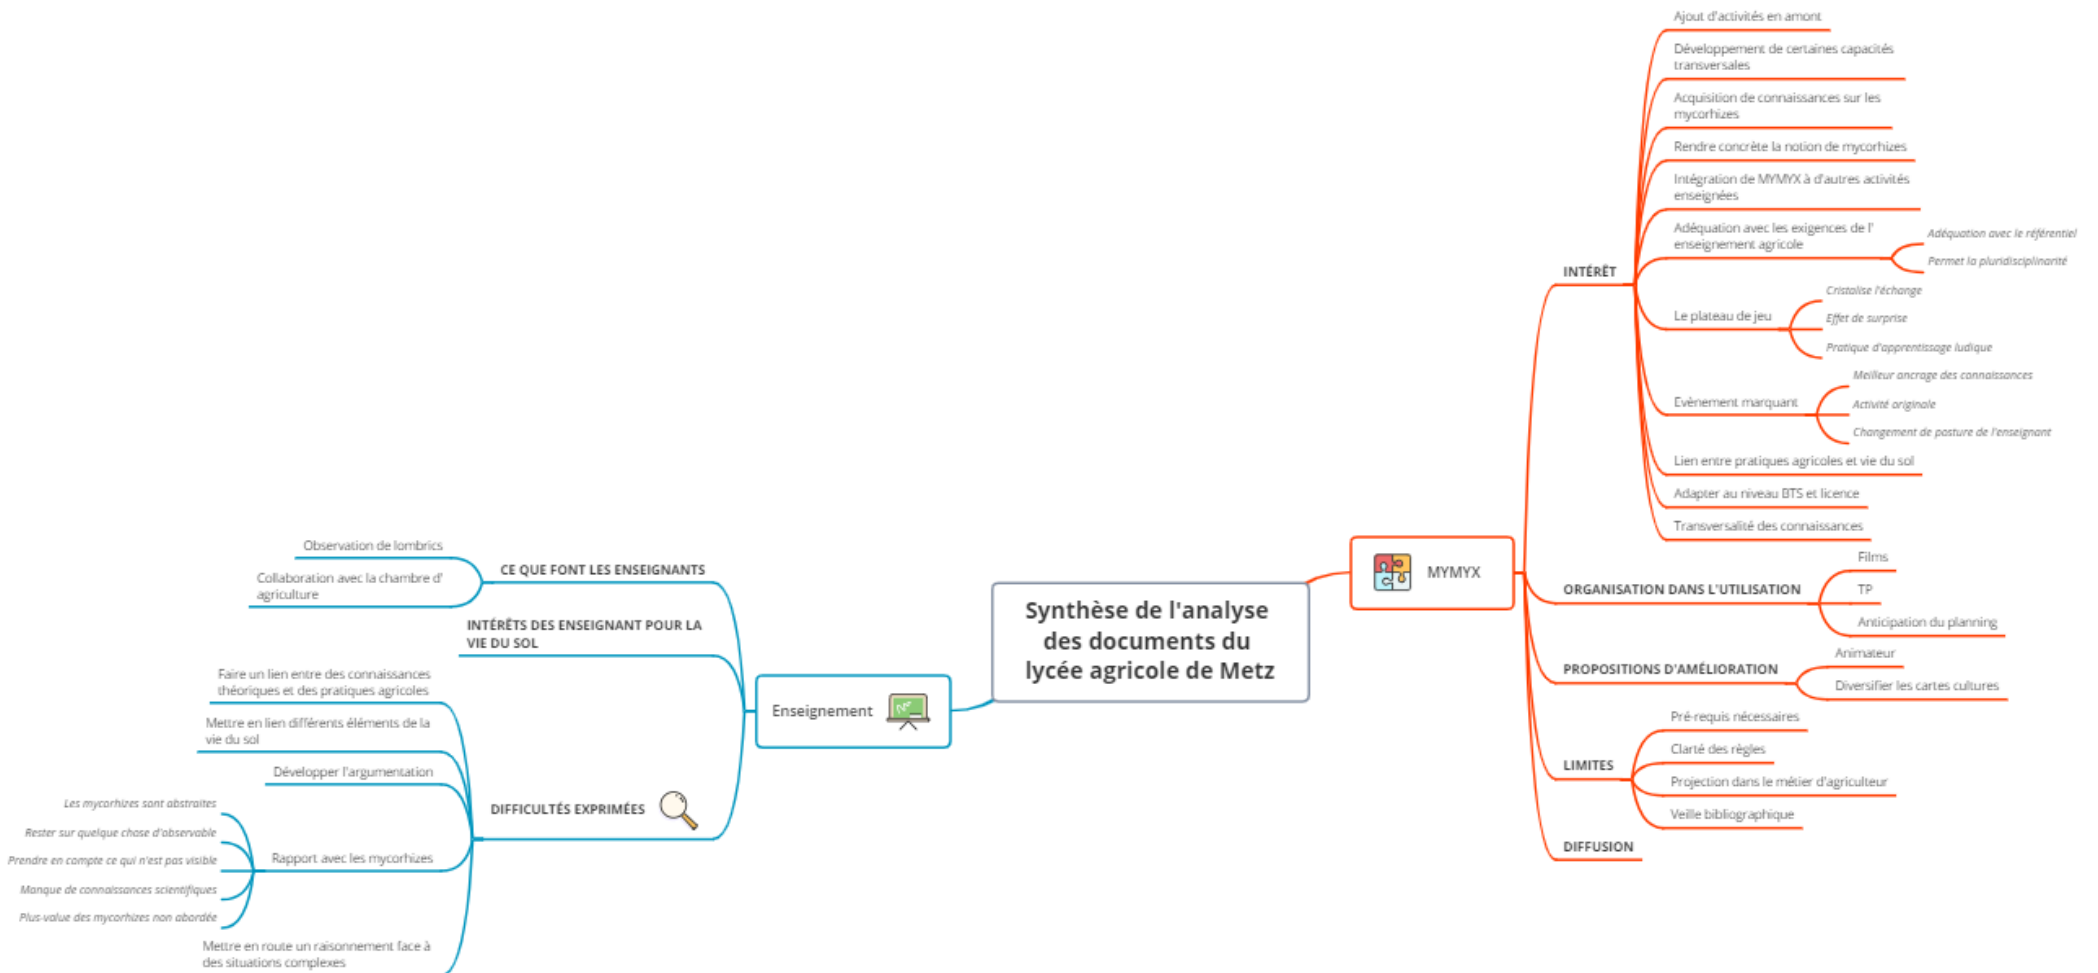 Synthèse de l'analyse
des documents du
lycée agricole de Metz
MYMYX
INTÉRÊT
Ajout d'activités en amont
Développement de certaines capacités
transversales
Acquisition de connaissances sur les
mycorhizes
Rendre concrète la notion de mycorhizes
Intégration de MYMYX à d'autres activités
enseignées
Adéquation avec les exigences de l'
enseignement agricole
Adéquation avec le référentiel
Permet la pluridisciplinarité
Le plateau de jeu
Cristalise l'échange
Effet de surprise
Pratique d'apprentissage ludique
Evènement marquant
Meilleur ancrage des connaissances
Activité originale
Changement de posture de l'enseignant
Lien entre pratiques agricoles et vie du sol
Adapter au niveau BTS et licence
Transversalité des connaissances
ORGANISATION DANS L'UTILISATION
Films
TP
Anticipation du planning
PROPOSITIONS D'AMÉLIORATION
Animateur
Diversifier les cartes cultures
LIMITES
Pré-requis nécessaires
Clarté des règles
Projection dans le métier d'agriculteur
Veille bibliographique
DIFFUSION
Enseignement
CE QUE FONT LES ENSEIGNANTS
Observation de lombrics
Collaboration avec la chambre d'
agriculture
INTÉRÊTS DES ENSEIGNANT POUR LA
VIE DU SOL
DIFFICULTÉS EXPRIMÉES
Faire un lien entre des connaissances
théoriques et des pratiques agricoles
Mettre en lien différents éléments de la
vie du sol
Développer l'argumentation
Rapport avec les mycorhizes
Les mycorhizes sont abstraites
Rester sur quelque chose d'observable
Prendre en compte ce qui n'est pas visible
Manque de connaissances scientifiques
Plus-value des mycorhizes non abordée
Mettre en route un raisonnement face à
des situations complexes